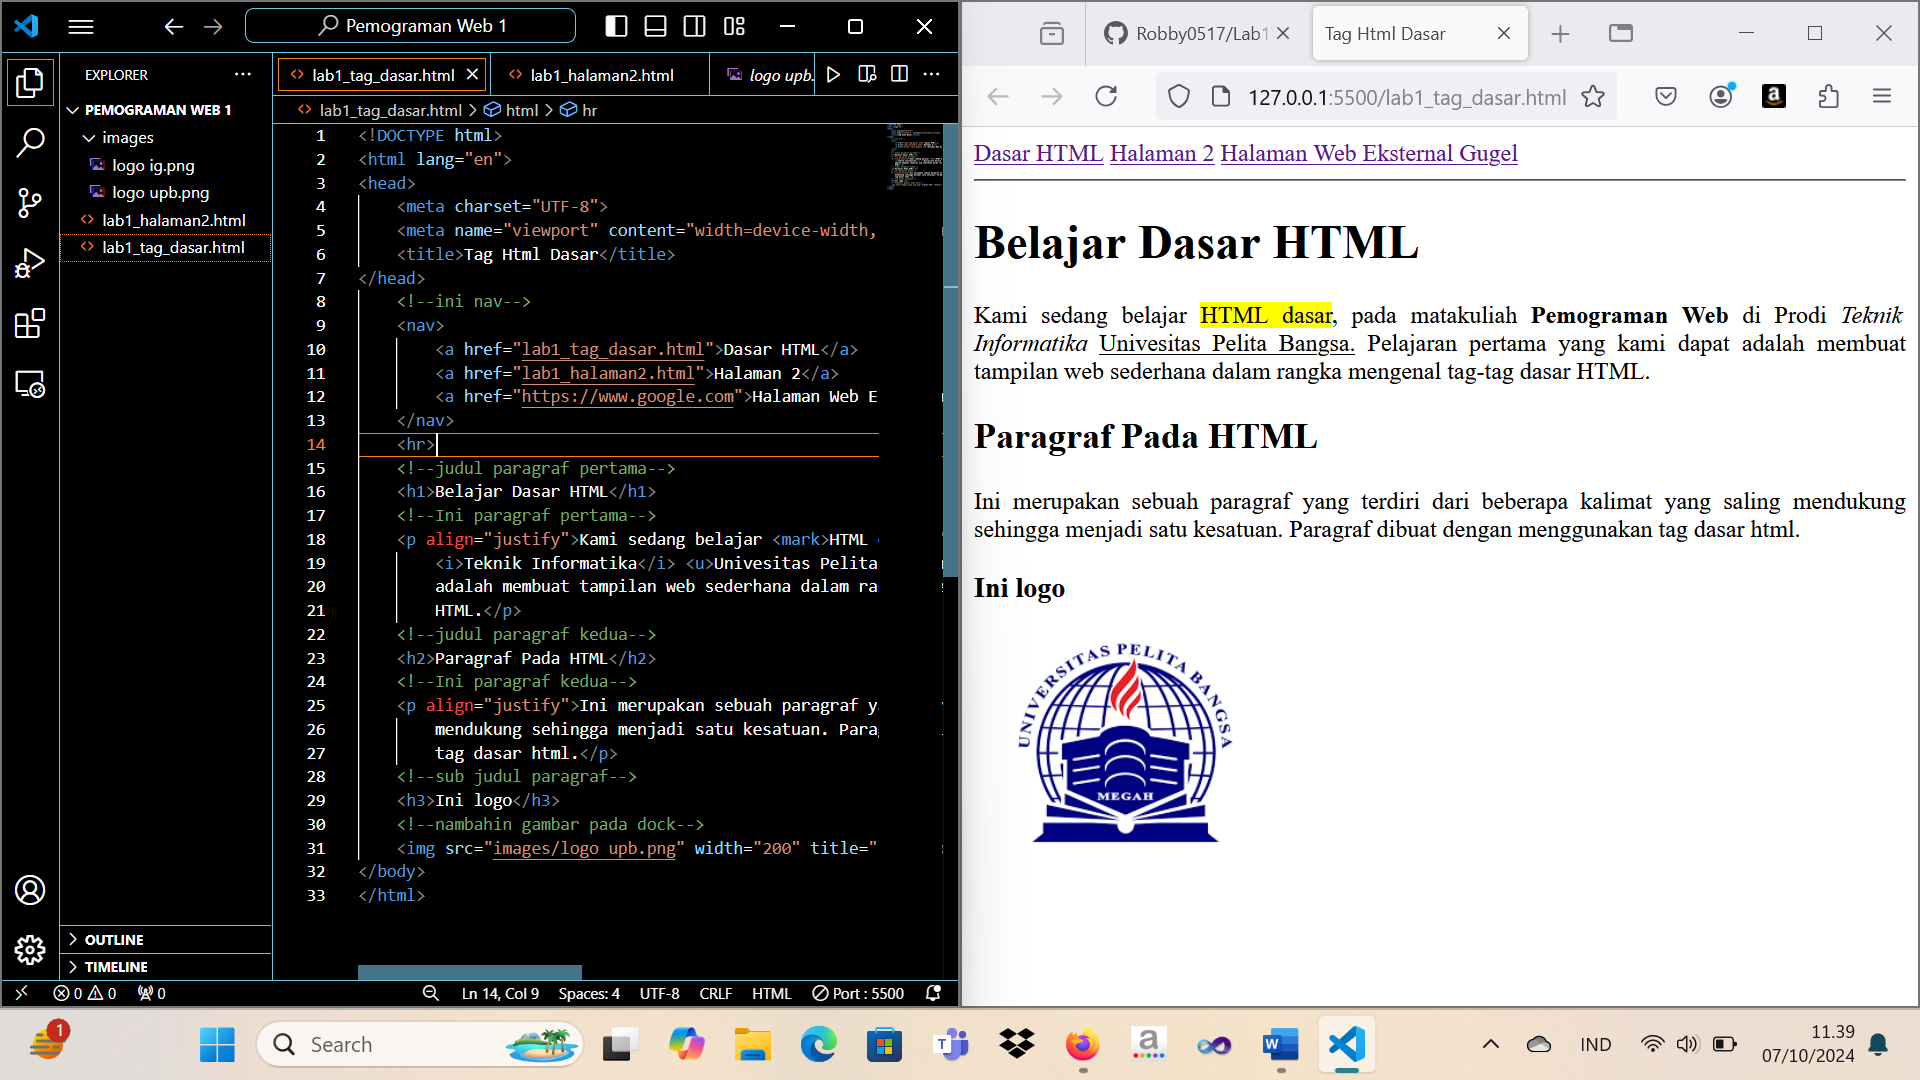 Pemograman Web 1
EXPLORER
PEMOGRAMAN WEB 1
images
logo ig.png
logo upb.png
lab1_halaman2.html
lab1_tag_dasar.html
OUTLINE
TIMELINE
lab1_tag_dasar.html
lab1_halaman2.html
logo upb.
lab1_tag_dasar.html > html > hr
1 <!DOCTYPE html>
2 <html lang="en">
3 <head>
4 <meta charset="UTF-8">
5 <meta name="viewport" content="width=device-width,
6 <title>Tag Html Dasar</title>
7 </head>
8 <!--ini nav-->
9 <nav>
10 <a href="lab1_tag_dasar.html">Dasar HTML</a>
11 <a href="lab1_halaman2.html">Halaman 2</a>
12 <a href="https://www.google.com">Halaman Web E
13 </nav>
14 <hr>
15 <!--judul paragraf pertama-->
16 <h1>Belajar Dasar HTML</h1>
17 <!--Ini paragraf pertama-->
18 <p align="justify">Kami sedang belajar <mark>HTML
19 <i>Teknik Informatika</i> <u>Univesitas Pelita
20 adalah membuat tampilan web sederhana dalam ra
21 HTML.</p>
22 <!--judul paragraf kedua-->
23 <h2>Paragraf Pada HTML</h2>
24 <!--Ini paragraf kedua-->
25 <p align="justify">Ini merupakan sebuah paragraf y
26 mendukung sehingga menjadi satu kesatuan. Parag
27 tag dasar html.</p>
28 <!--sub judul paragraf-->
29 <h3>Ini logo</h3>
30 <!--nambahin gambar pada dock-->
31 <img src="images/logo upb.png" width="200" title="
32 </body>
33 </html>
0 0 0 Ln 14, Col 9 Spaces: 4 UTF-8 CRLF HTML Port : 5500
Robby0517/Lab1
Tag Html Dasar
127.0.0.1:5500/lab1_tag_dasar.html
Dasar HTML Halaman 2 Halaman Web Eksternal Gugel
Belajar Dasar HTML
Kami sedang belajar HTML dasar, pada matakuliah Pemograman Web di Prodi Teknik
Informatika Univesitas Pelita Bangsa. Pelajaran pertama yang kami dapat adalah membuat
tampilan web sederhana dalam rangka mengenal tag-tag dasar HTML.
Paragraf Pada HTML
Ini merupakan sebuah paragraf yang terdiri dari beberapa kalimat yang saling mendukung
sehingga menjadi satu kesatuan. Paragraf dibuat dengan menggunakan tag dasar html.
Ini logo
UNIVERSITAS PELITA BANGSA
MEGAH
1
Search
IND
11.39
07/10/2024